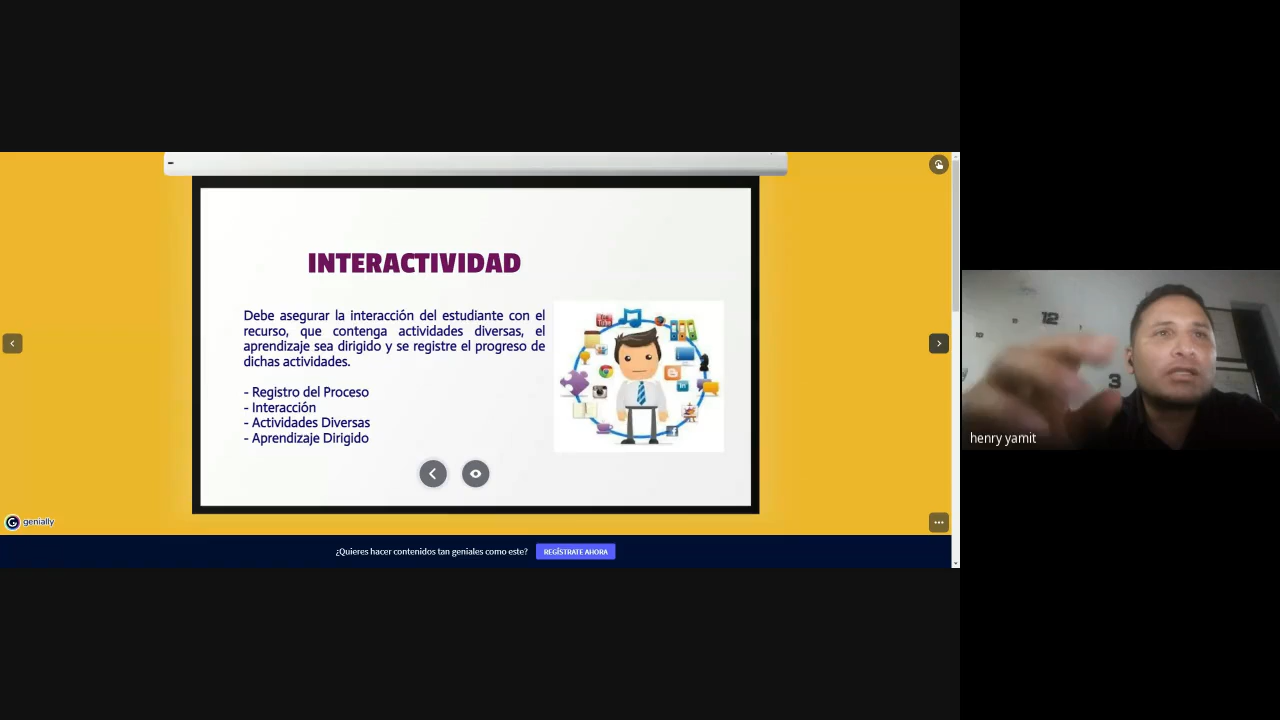 INTERACTIVIDAD
Debe asegurar la interacción del estudiante con el
recurso, que contenga actividades diversas, el
aprendizaje sea dirigido y se registre el progreso de
dichas actividades.
- Registro del Proceso
- Interacción
- Actividades Diversas
- Aprendizaje Dirigido
genially
¿Quieres hacer contenidos tan geniales como este?
REGÍSTRATE AHORA
12
3
henry yamit